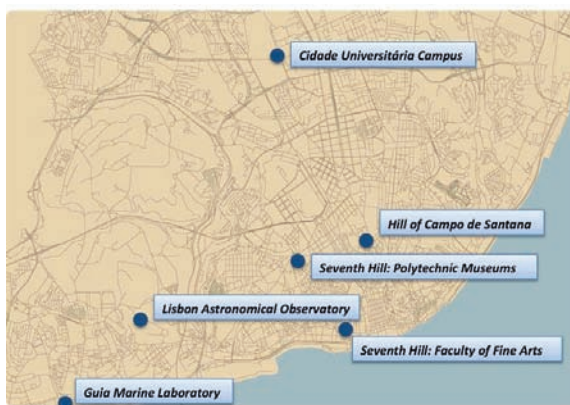 Cidade Universitária Campus
Hill of Campo de Santana
Seventh Hill: Polytechnic Museums
Lisbon Astronomical Observatory
Seventh Hill: Faculty of Fine Arts
Guia Marine Laboratory